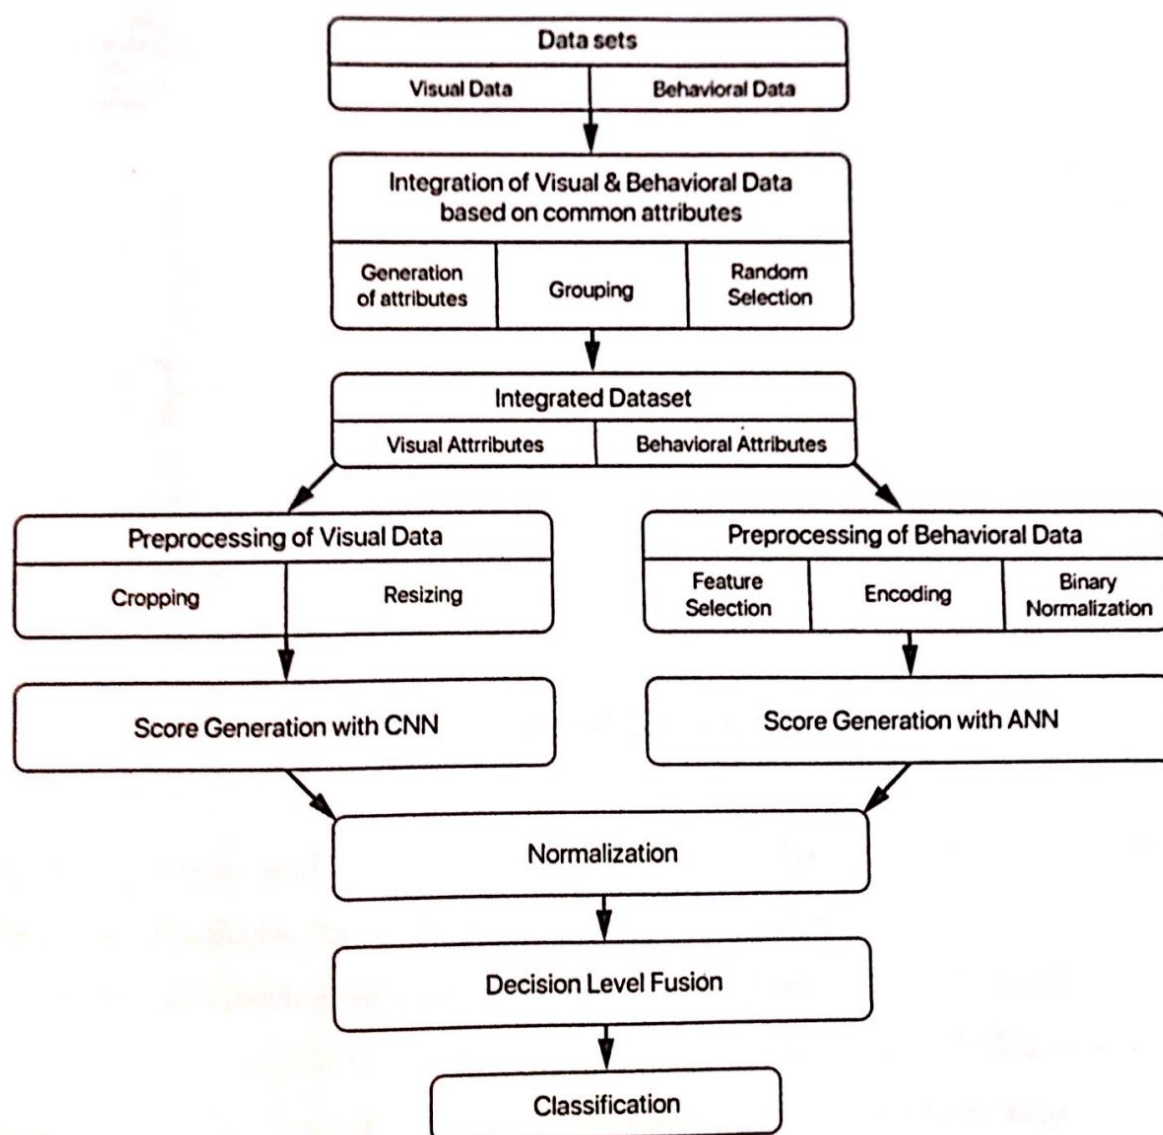 Data sets
Visual Data
Behavioral Data
Integration of Visual & Behavioral Data
based on common attributes
Generation
of attributes
Grouping
Random
Selection
Integrated Dataset
Visual Attrributes
Behavioral Attributes
Preprocessing of Visual Data
Cropping
Resizing
Preprocessing of Behavioral Data
Feature
Selection
Encoding
Binary
Normalization
Score Generation with CNN
Score Generation with ANN
Normalization
Decision Level Fusion
Classification